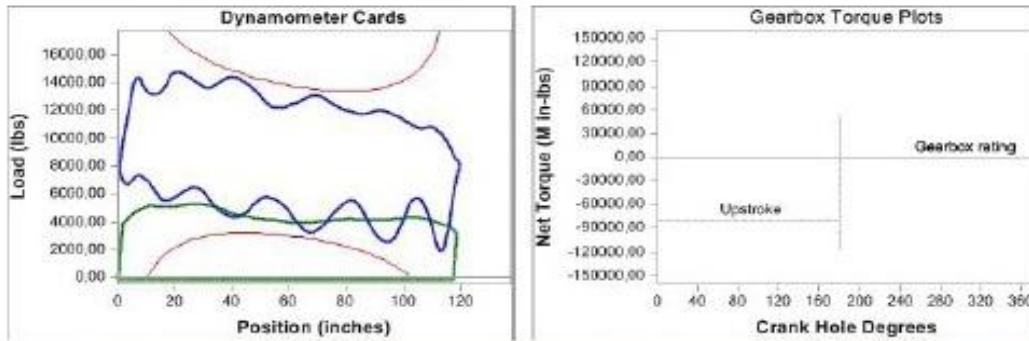 Dynamometer Cards
Load (lbs)
16000,00
14000,00
12000,00
10000,00
8000,00
6000,00
4000,00
2000,00
0,00
0 20 40 60 80 100 120
Position (inches)
Gearbox Torque Plots
Net Torque (M in-lbs)
150000,00
120000,00
90000,00
60000,00
30000,00
0,00
-30000,00
-60000,00
-90000,00
-120000,00
-150000,00
Gearbox rating
Upstroke
0 40 80 120 160 200 240 280 320 360
Crank Hole Degrees